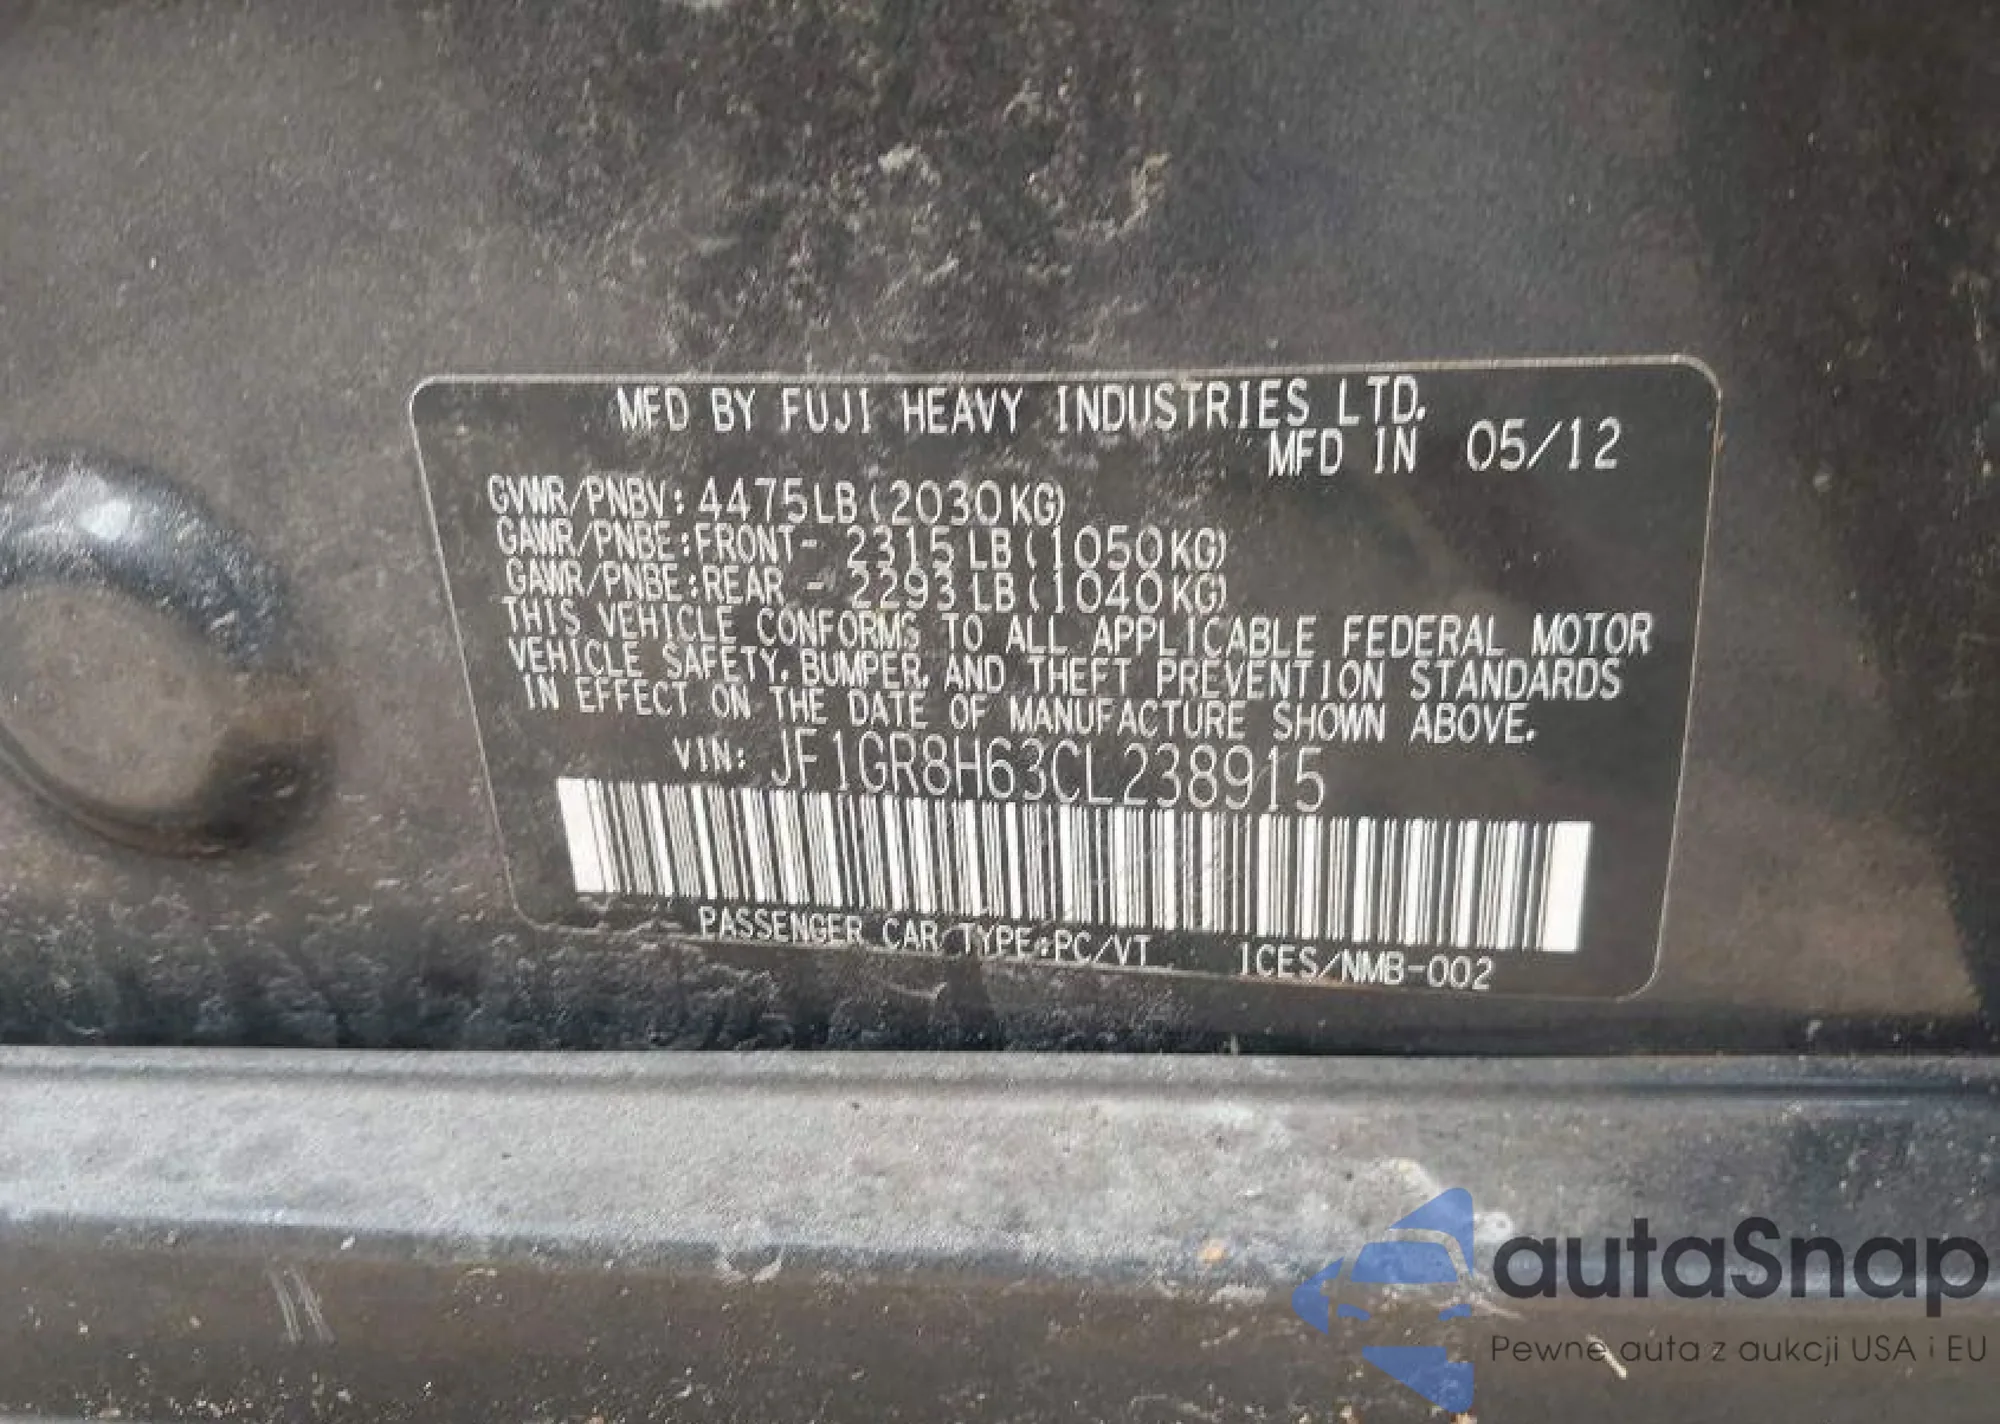 MFD BY FUJI HEAVY INDUSTRIES LTD.
MFD IN 05/12
GVWR/PNBV: 4475LB(2030KG)
GAWR/PNBE:FRONT- 2315LB(1050KG)
GAWR/PNBE:REAR - 2293LB(1040KG)
THIS VEHICLE CONFORMS TO ALL APPLICABLE FEDERAL MOTOR
VEHICLE SAFETY, BUMPER, AND THEFT PREVENTION STANDARDS
IN EFFECT ON THE DATE OF MANUFACTURE SHOWN ABOVE.
VIN: JF1GR8H63CL238915
PASSENGER CAR TYPE:PC/VT 1CES/NMB-002
autaSnap
Pewne auta z aukcji USA i EU